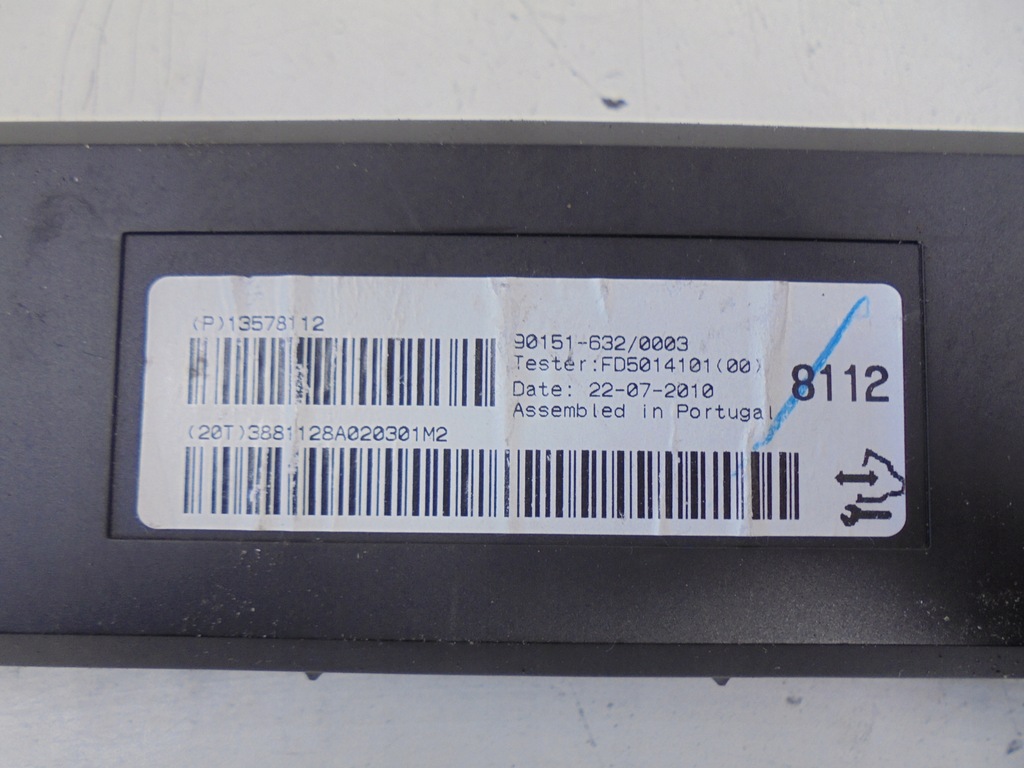 (P)13578112
90151-632/0003
Tester:FD5014101(00)
Date: 22-07-2010
Assembled in Portugal
8112
(20T)3881128A020301M2